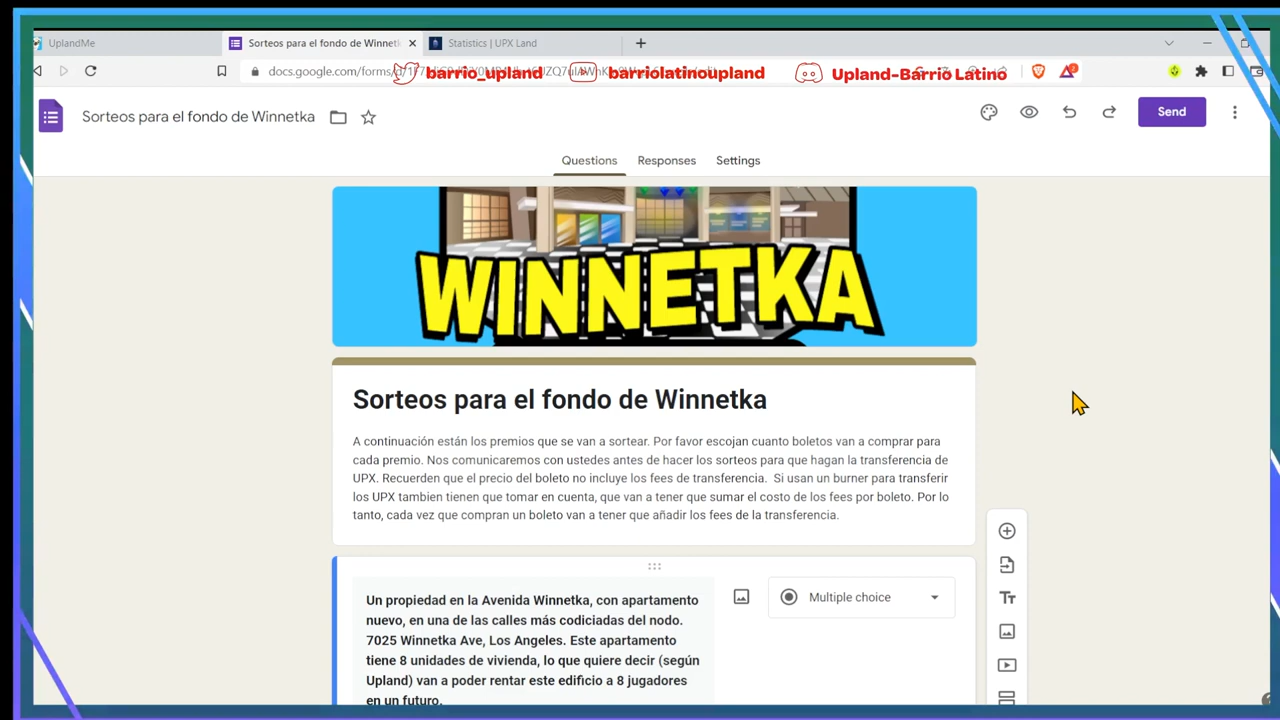 UplandMe
Sorteos para el fondo de Winnetk
Statistics | UPX Land
docs.google.com/forms/
barrio_upland
barriolatinoupland
Upland-Barrio Latino
2
Sorteos para el fondo de Winnetka
Send
Questions
Responses
Settings
WINNETKA
Sorteos para el fondo de Winnetka
A continuación están los premios que se van a sortear. Por favor escojan cuanto boletos van a comprar para
cada premio. Nos comunicaremos con ustedes antes de hacer los sorteos para que hagan la transferencia de
UPX. Recuerden que el precio del boleto no incluye los fees de transferencia.  Si usan un burner para transferir
los UPX tambien tienen que tomar en cuenta, que van a tener que sumar el costo de los fees por boleto. Por lo
tanto, cada vez que compran un boleto van a tener que añadir los fees de la transferencia.
Un propiedad en la Avenida Winnetka, con apartamento
nuevo, en una de las calles más codiciadas del nodo.
7025 Winnetka Ave, Los Angeles. Este apartamento
tiene 8 unidades de vivienda, lo que quiere decir (según
Upland) van a poder rentar este edificio a 8 jugadores
en un futuro.
Multiple choice
Tт